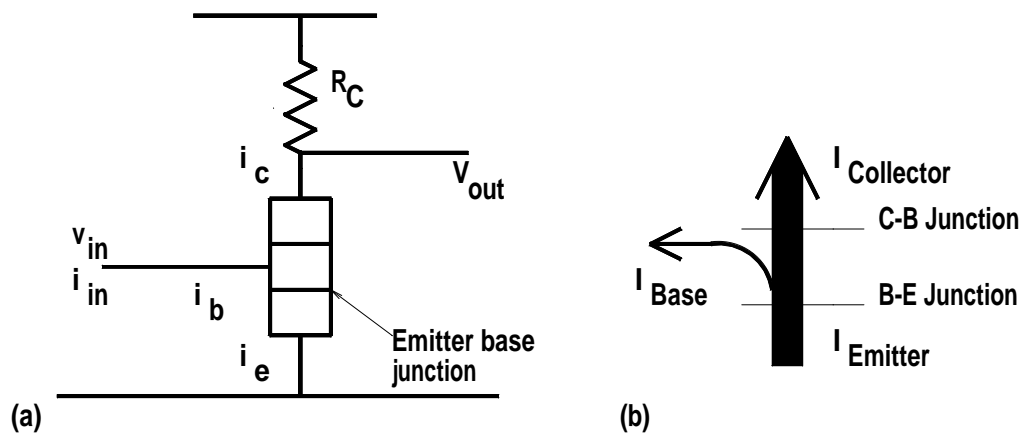 R C
i c
V out
v in
i in
i b
Emitter base
junction
i e
(a)
I Collector
C-B Junction
I Base
B-E Junction
I Emitter
(b)